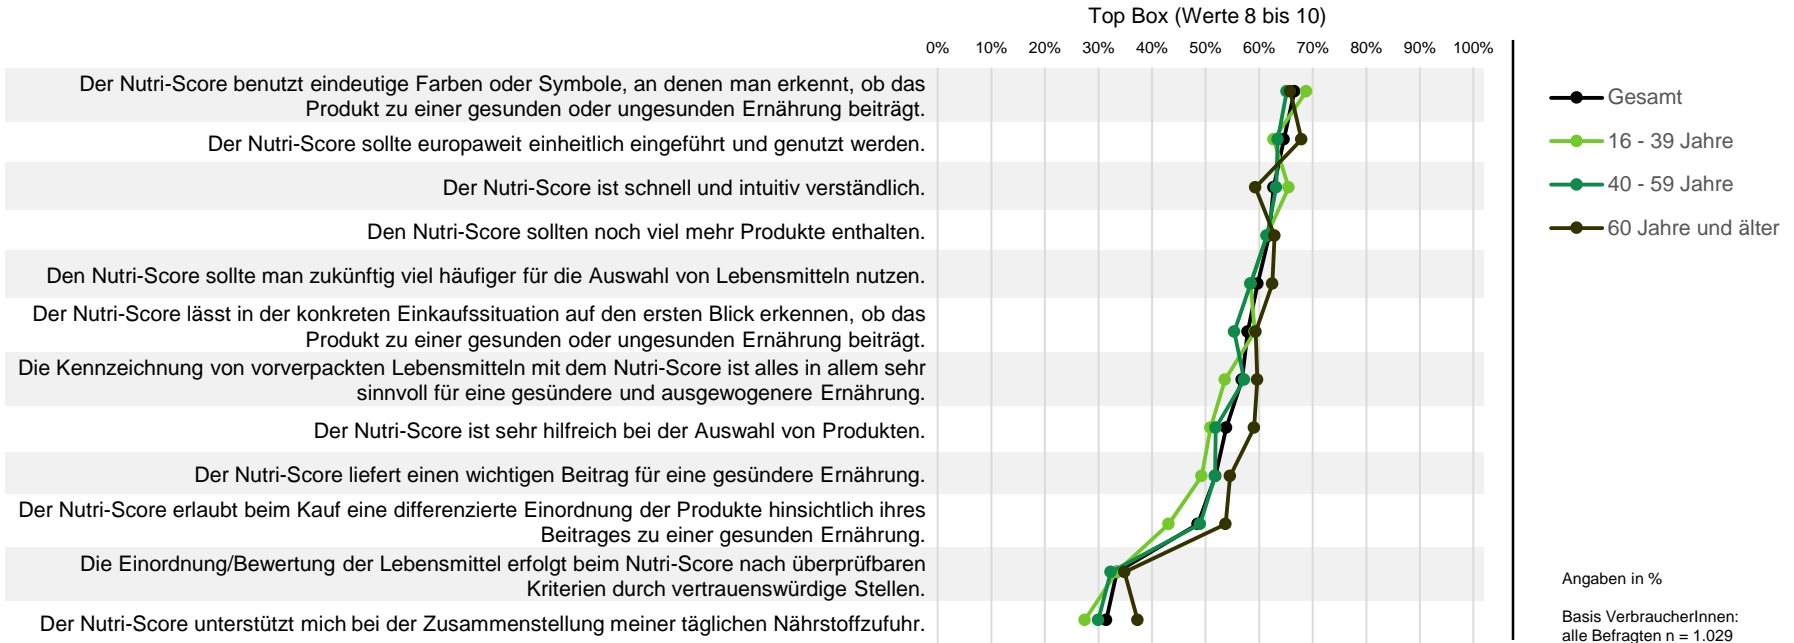 Top Box (Werte 8 bis 10)
0% 10% 20% 30% 40% 50% 60% 70% 80% 90% 100%
Der Nutri-Score benutzt eindeutige Farben oder Symbole, an denen man erkennt, ob das
Produkt zu einer gesunden oder ungesunden Ernährung beiträgt.
Der Nutri-Score sollte europaweit einheitlich eingeführt und genutzt werden.
Der Nutri-Score ist schnell und intuitiv verständlich.
Den Nutri-Score sollten noch viel mehr Produkte enthalten.
Den Nutri-Score sollte man zukünftig viel häufiger für die Auswahl von Lebensmitteln nutzen.
Der Nutri-Score lässt in der konkreten Einkaufssituation auf den ersten Blick erkennen, ob das
Produkt zu einer gesunden oder ungesunden Ernährung beiträgt.
Die Kennzeichnung von vorverpackten Lebensmitteln mit dem Nutri-Score ist alles in allem sehr
sinnvoll für eine gesündere und ausgewogenere Ernährung.
Der Nutri-Score ist sehr hilfreich bei der Auswahl von Produkten.
Der Nutri-Score liefert einen wichtigen Beitrag für eine gesündere Ernährung.
Der Nutri-Score erlaubt beim Kauf eine differenzierte Einordnung der Produkte hinsichtlich ihres
Beitrages zu einer gesunden Ernährung.
Die Einordnung/Bewertung der Lebensmittel erfolgt beim Nutri-Score nach überprüfbaren
Kriterien durch vertrauenswürdige Stellen.
Der Nutri-Score unterstützt mich bei der Zusammenstellung meiner täglichen Nährstoffzufuhr.
Gesamt
16 - 39 Jahre
40 - 59 Jahre
60 Jahre und älter
Angaben in %
Basis VerbraucherInnen:
alle Befragten n = 1.029